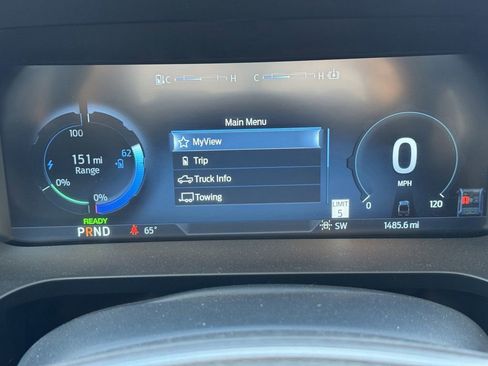 C H C H
Main Menu
100
MyView
62
151 mi
Range
Trip
0
MPH
0%
Truck Info
0%
Towing
0 120
LIMIT
5
READY
PRND 65° SW 1485.6 mi